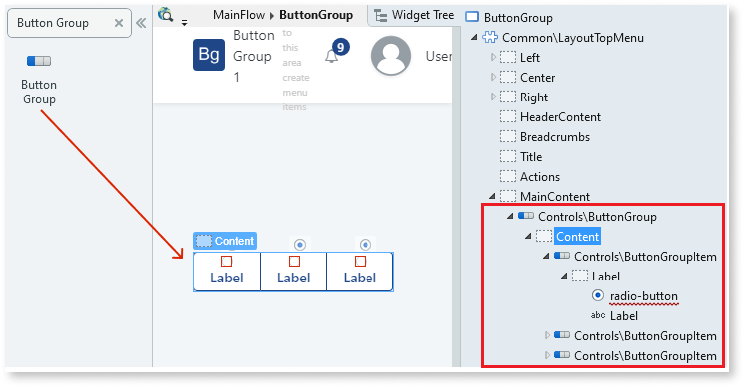 Button Group
Button
Group
MainFlow ▸ ButtonGroup
Widget Tree
Bg
Button
Group
1
to
this
area
create
menu
items
9
User
Content
Label
Label
Label
ButtonGroup
Common\LayoutTopMenu
Left
Center
Right
HeaderContent
Breadcrumbs
Title
Actions
MainContent
Controls\ButtonGroup
Content
Controls\ButtonGroupItem
Label
radio-button
abc Label
Controls\ButtonGroupItem
Controls\ButtonGroupItem